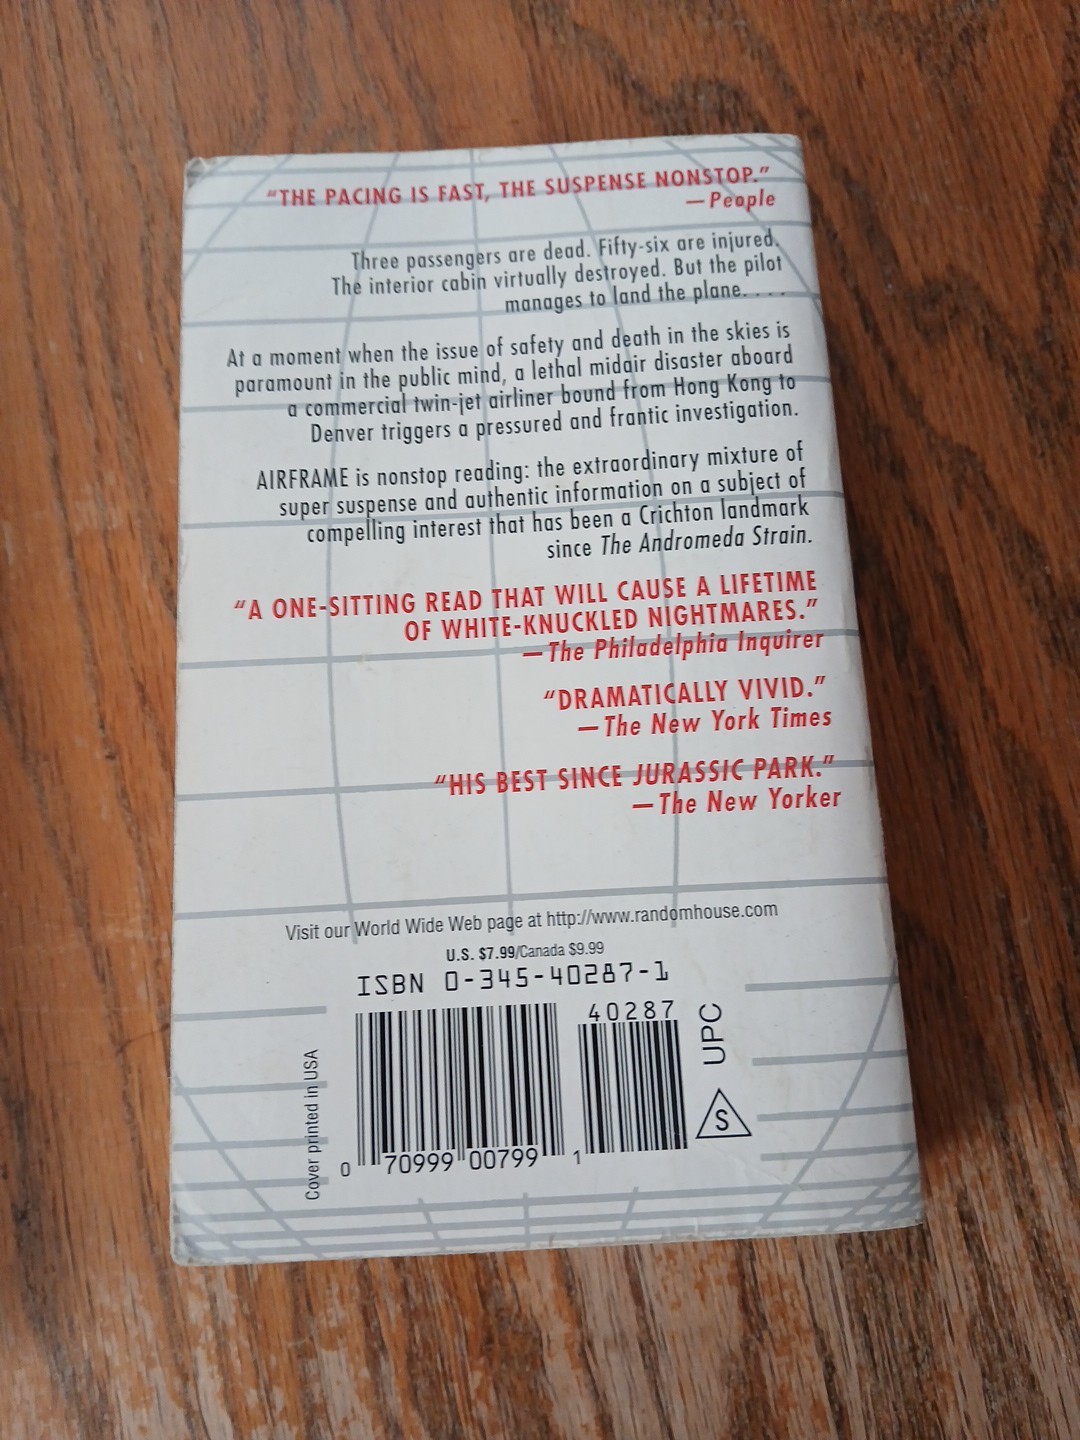 “THE PACING IS FAST, THE SUSPENSE NONSTOP.”
—People
Three passengers are dead. Fifty-six are injured.
The interior cabin virtually destroyed. But the pilot
manages to land the plane. . . .
At a moment when the issue of safety and death in the skies is
paramount in the public mind, a lethal midair disaster aboard
a commercial twin-jet airliner bound from Hong Kong to
Denver triggers a pressured and frantic investigation.
AIRFRAME is nonstop reading: the extraordinary mixture of
super suspense and authentic information on a subject of
compelling interest that has been a Crichton landmark
since The Andromeda Strain.
“A ONE-SITTING READ THAT WILL CAUSE A LIFETIME
OF WHITE-KNUCKLED NIGHTMARES.”
—The Philadelphia Inquirer
“DRAMATICALLY VIVID.”
—The New York Times
“HIS BEST SINCE JURASSIC PARK.”
—The New Yorker
Visit our World Wide Web page at http://www.randomhouse.com
U.S. $7.99/Canada $9.99
ISBN 0-345-40287-1
40287
UPC
S
Cover printed in USA
0 70999 00799 1